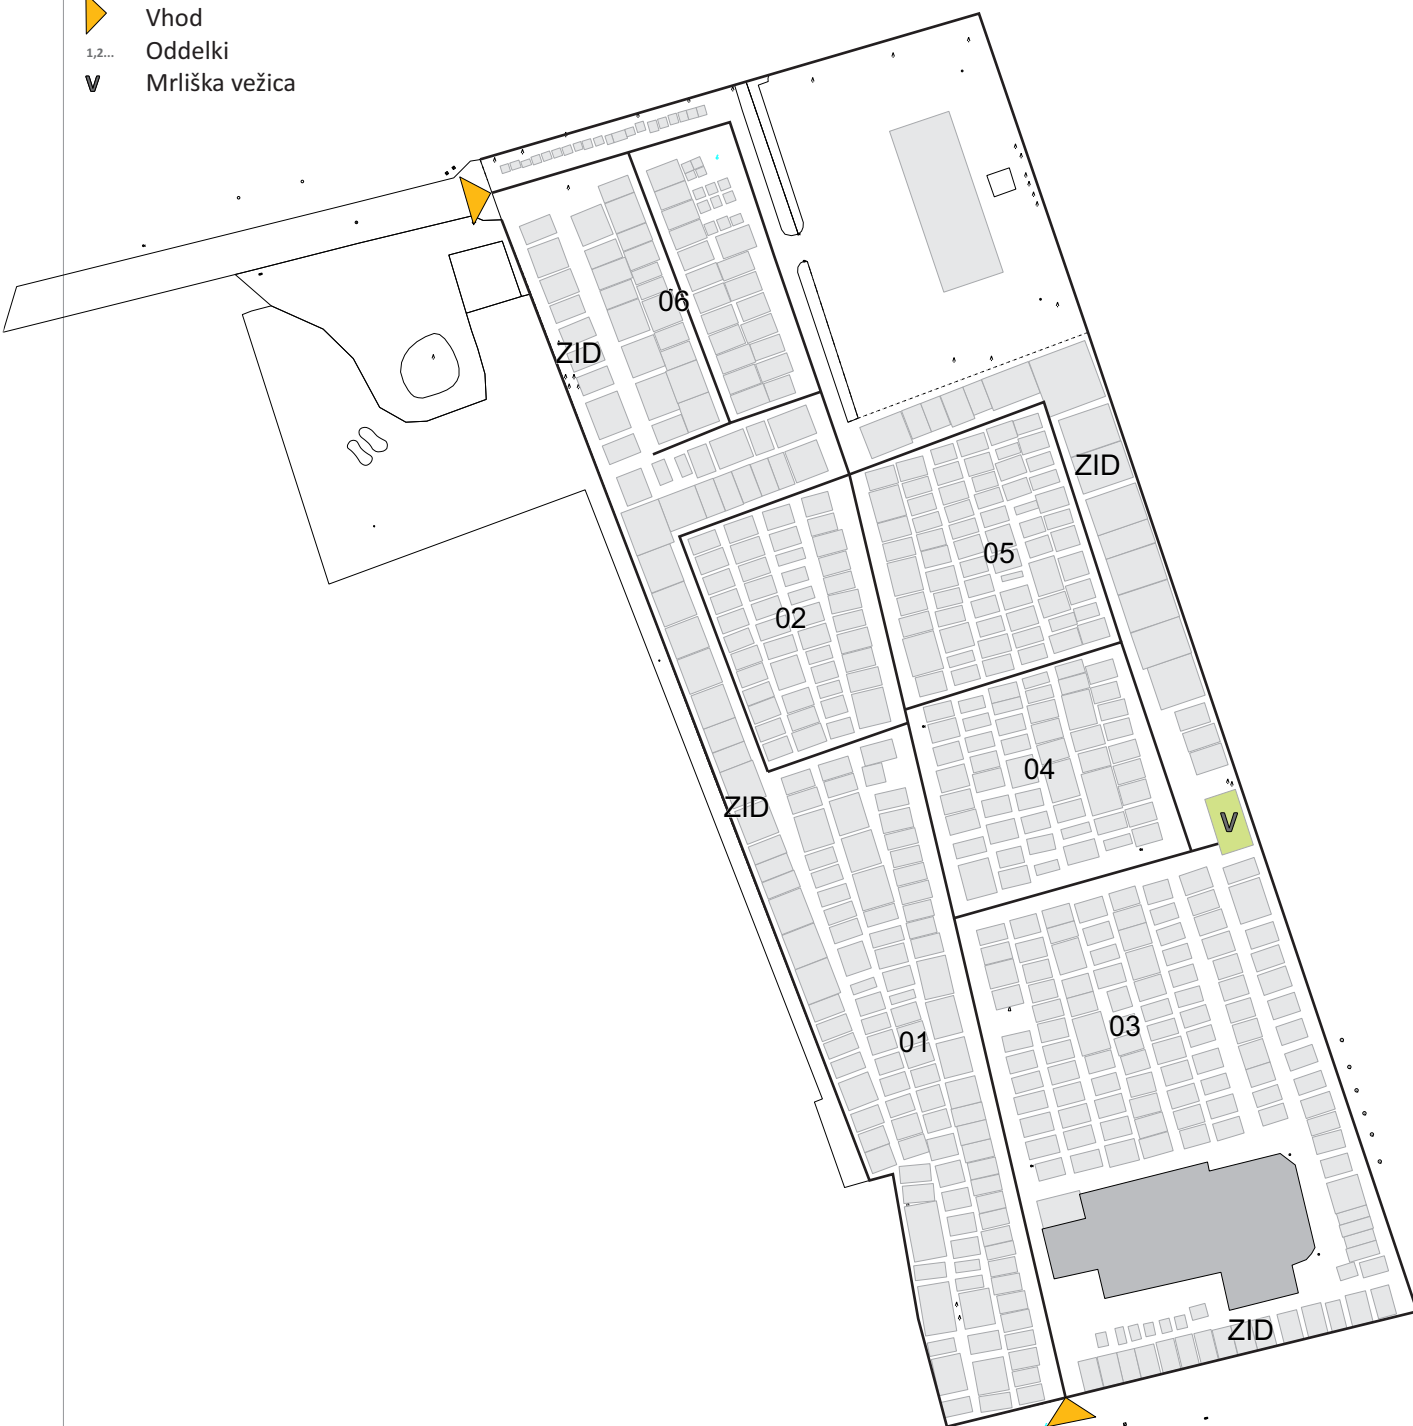 Vhod
1,2... Oddelki
V Mrliška vežica
06
ZID
ZID
05
02
04
ZID
V
03
01
ZID